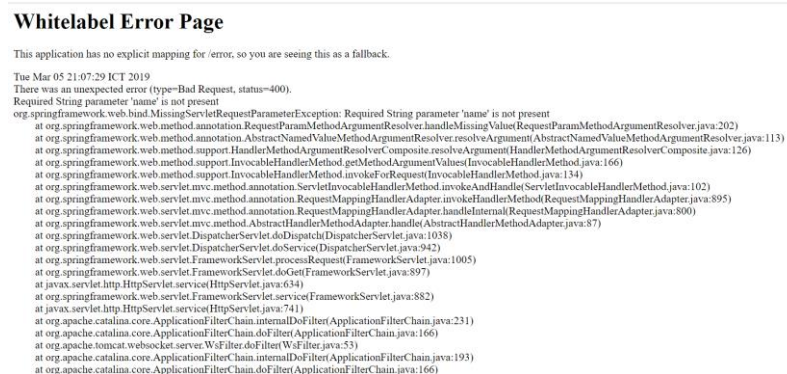 Whitelabel Error Page
This application has no explicit mapping for /error, so you are seeing this as a fallback.
Tue Mar 05 21:07:29 ICT 2019
There was an unexpected error (type=Bad Request, status=400).
Required String parameter 'name' is not present
org.springframework.web.bind.MissingServletRequestParameterException: Required String parameter 'name' is not present
at org.springframework.web.method.annotation.RequestParamMethodArgumentResolver.handleMissingValue(RequestParamMethodArgumentResolver.java:202)
at org.springframework.web.method.annotation.AbstractNamedValueMethodArgumentResolver.resolveArgument(AbstractNamedValueMethodArgumentResolver.java:113)
at org.springframework.web.method.support.HandlerMethodArgumentResolverComposite.resolveArgument(HandlerMethodArgumentResolverComposite.java:126)
at org.springframework.web.method.support.InvocableHandlerMethod.getMethodArgumentValues(InvocableHandlerMethod.java:166)
at org.springframework.web.method.support.InvocableHandlerMethod.invokeForRequest(InvocableHandlerMethod.java:134)
at org.springframework.web.servlet.mvc.method.annotation.ServletInvocableHandlerMethod.invokeAndHandle(ServletInvocableHandlerMethod.java:102)
at org.springframework.web.servlet.mvc.method.annotation.RequestMappingHandlerAdapter.invokeHandlerMethod(RequestMappingHandlerAdapter.java:895)
at org.springframework.web.servlet.mvc.method.annotation.RequestMappingHandlerAdapter.handleInternal(RequestMappingHandlerAdapter.java:800)
at org.springframework.web.servlet.mvc.method.AbstractHandlerMethodAdapter.handle(AbstractHandlerMethodAdapter.java:87)
at org.springframework.web.servlet.DispatcherServlet.doDispatch(DispatcherServlet.java:1038)
at org.springframework.web.servlet.DispatcherServlet.doService(DispatcherServlet.java:942)
at org.springframework.web.servlet.FrameworkServlet.processRequest(FrameworkServlet.java:1005)
at org.springframework.web.servlet.FrameworkServlet.doGet(FrameworkServlet.java:897)
at javax.servlet.http.HttpServlet.service(HttpServlet.java:634)
at org.springframework.web.servlet.FrameworkServlet.service(FrameworkServlet.java:882)
at javax.servlet.http.HttpServlet.service(HttpServlet.java:741)
at org.apache.catalina.core.ApplicationFilterChain.internalDoFilter(ApplicationFilterChain.java:231)
at org.apache.catalina.core.ApplicationFilterChain.doFilter(ApplicationFilterChain.java:166)
at org.apache.tomcat.websocket.server.WsFilter.doFilter(WsFilter.java:53)
at org.apache.catalina.core.ApplicationFilterChain.internalDoFilter(ApplicationFilterChain.java:193)
at org.apache.catalina.core.ApplicationFilterChain.doFilter(ApplicationFilterChain.java:166)